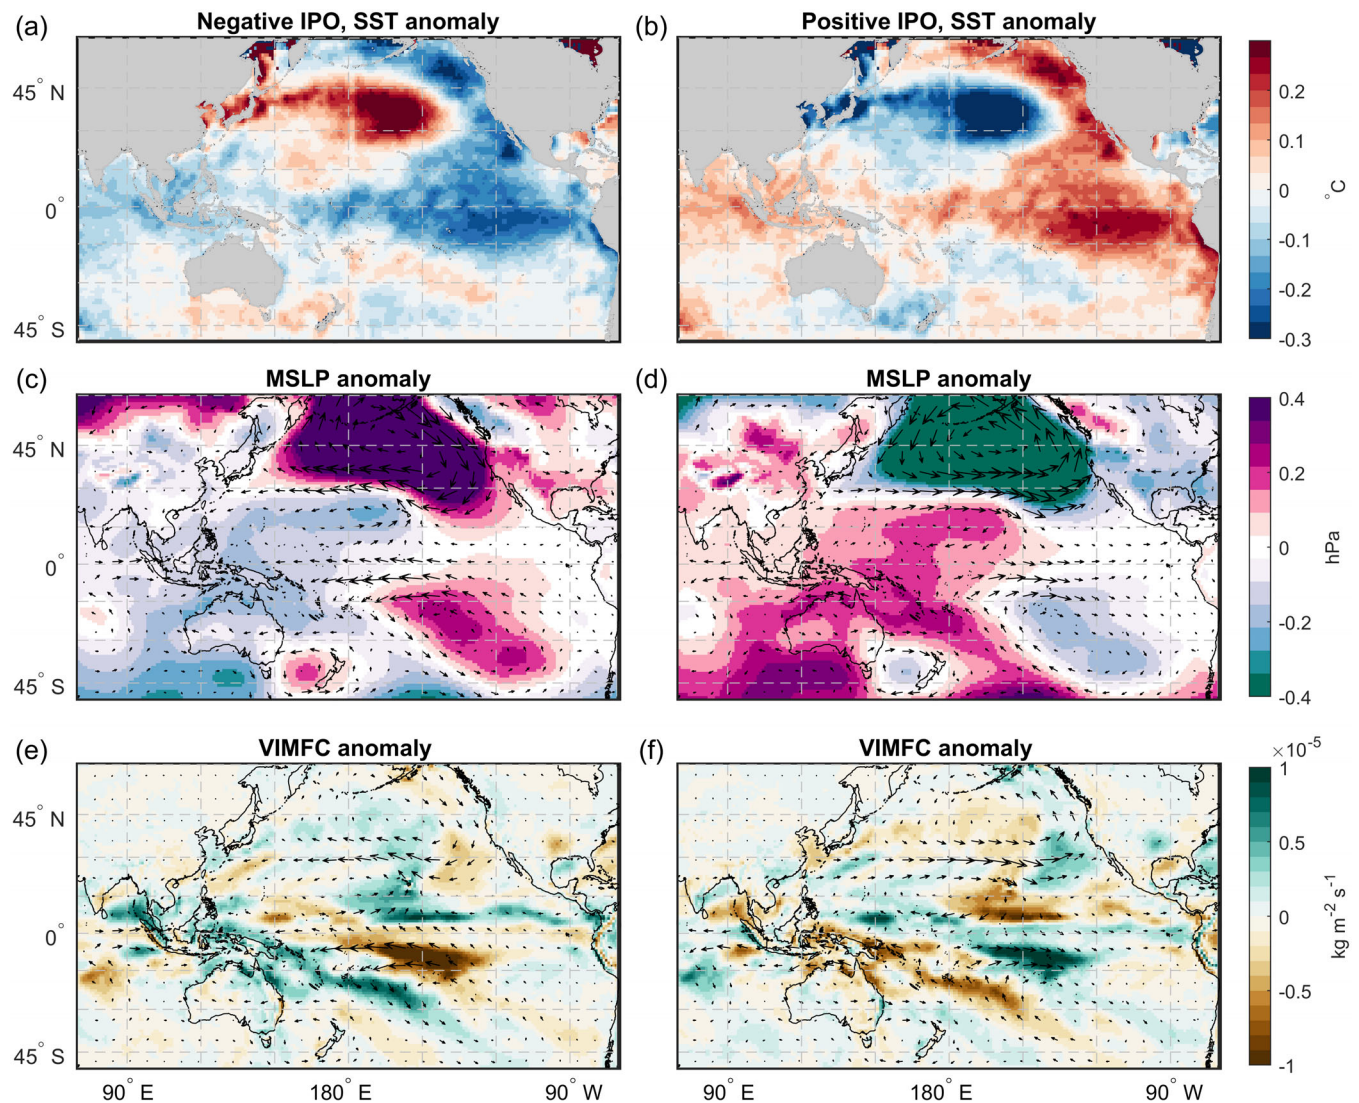 (a) Negative IPO, SST anomaly
(b) Positive IPO, SST anomaly
45° N
0°
45° S
0.2
0.1
0
-0.1
-0.2
-0.3
°C
(c) MSLP anomaly
(d) MSLP anomaly
45° N
0°
45° S
0.4
0.2
0
-0.2
-0.4
hPa
(e) VIMFC anomaly
(f) VIMFC anomaly
45° N
0°
45° S
×10⁻⁵
1
0.5
0
-0.5
-1
kg m⁻² s⁻¹
90° E 180° E 90° W
90° E 180° E 90° W